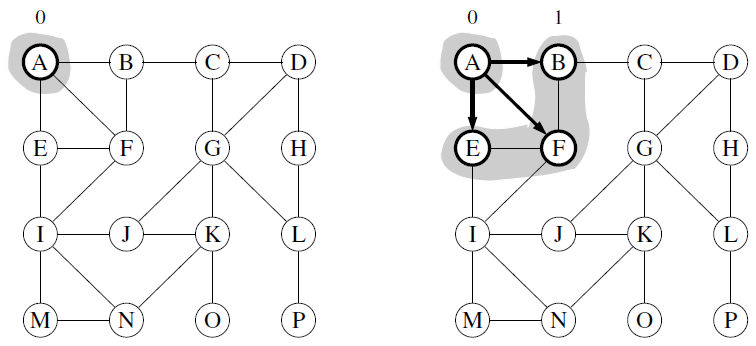 0
A B C D
E F G H
I J K L
M N O P
0 1
A B C D
E F G H
I J K L
M N O P